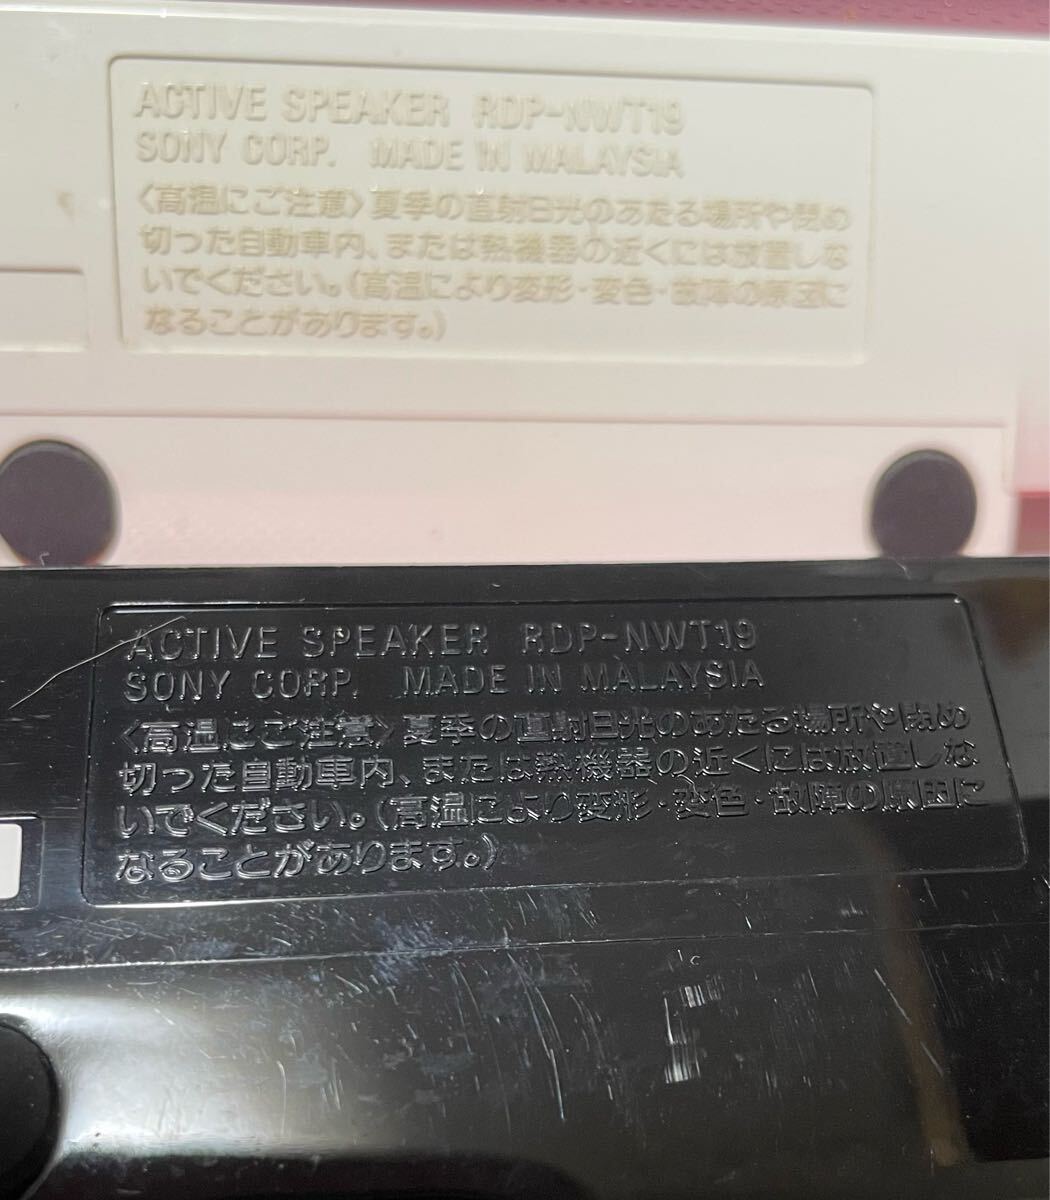 ACTIVE SPEAKER RDP-NWT19
SONY CORP. MADE IN MALAYSIA
〈高温にご注意〉夏季の直射日光のあたる場所や閉め
切った自動車内、または熱機器の近くには放置しな
いでください。(高温により変形・変色・故障の原因に
なることがあります。)
ACTIVE SPEAKER RDP-NWT19
SONY CORP. MADE IN MALAYSIA
〈高温にご注意〉夏季の直射日光のあたる場所や閉め
切った自動車内、または熱機器の近くには放置しな
いでください。(高温により変形・変色・故障の原因に
なることがあります。)